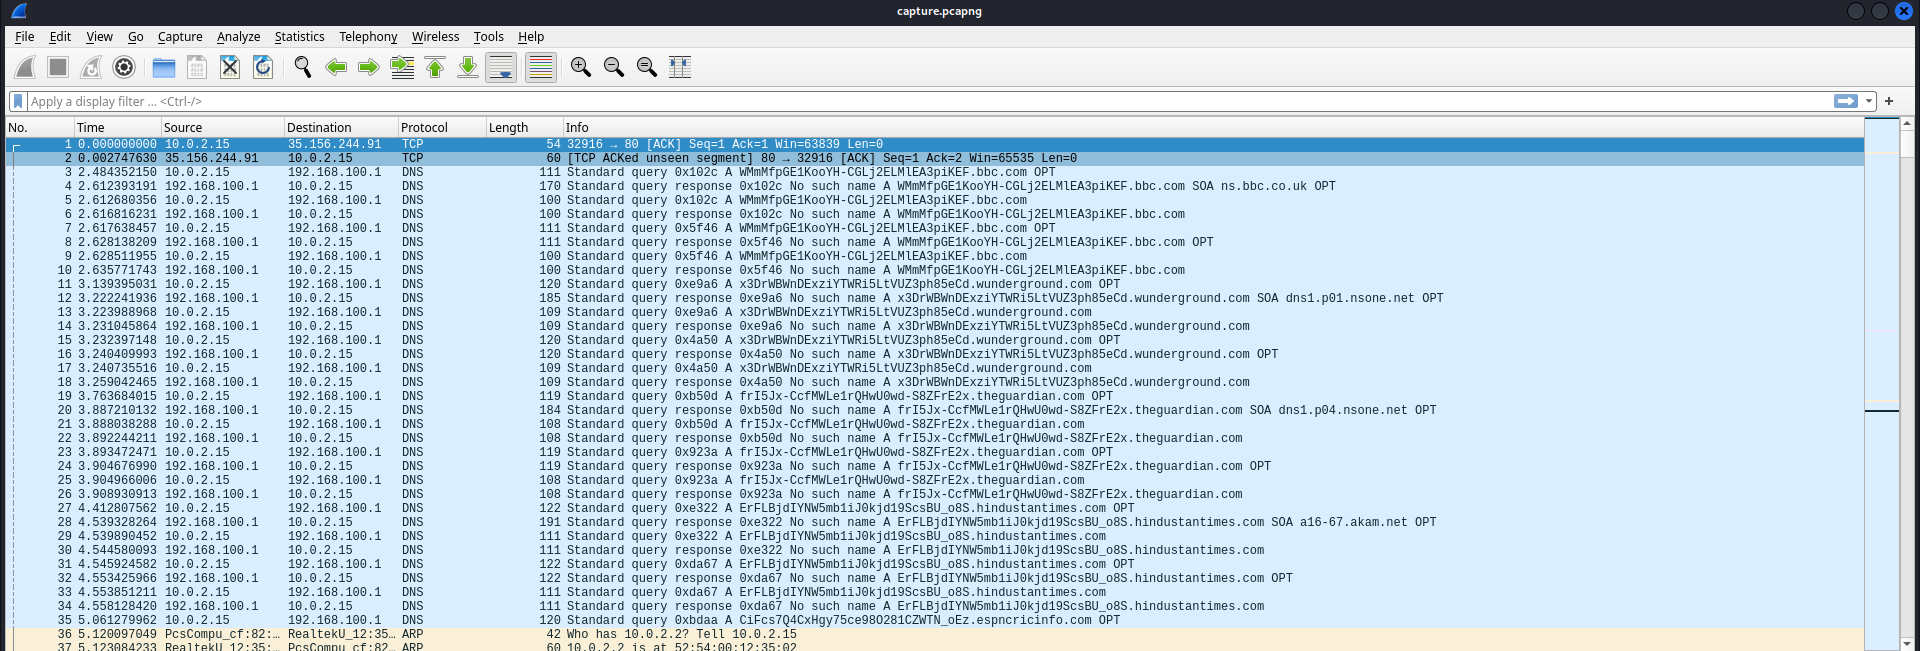 capture.pcapng
File Edit View Go Capture Analyze Statistics Telephony Wireless Tools Help
Apply a display filter ... <Ctrl-/>
No. Time Source Destination Protocol Length Info
1 0.000000000 10.0.2.15 35.156.244.91 TCP 54 32916 → 80 [ACK] Seq=1 Ack=1 Win=63839 Len=0
2 0.002747630 35.156.244.91 10.0.2.15 TCP 60 [TCP ACKed unseen segment] 80 → 32916 [ACK] Seq=1 Ack=2 Win=65535 Len=0
3 2.484352150 10.0.2.15 192.168.100.1 DNS 111 Standard query 0x102c A WMmMfpGE1KooYH-CGLj2ELMlEA3piKEF.bbc.com OPT
4 2.612393191 192.168.100.1 10.0.2.15 DNS 170 Standard query response 0x102c No such name A WMmMfpGE1KooYH-CGLj2ELMlEA3piKEF.bbc.com SOA ns.bbc.co.uk OPT
5 2.612680356 10.0.2.15 192.168.100.1 DNS 100 Standard query 0x102c A WMmMfpGE1KooYH-CGLj2ELMlEA3piKEF.bbc.com
6 2.616816231 192.168.100.1 10.0.2.15 DNS 100 Standard query response 0x102c No such name A WMmMfpGE1KooYH-CGLj2ELMlEA3piKEF.bbc.com
7 2.617638457 10.0.2.15 192.168.100.1 DNS 111 Standard query 0x5f46 A WMmMfpGE1KooYH-CGLj2ELMlEA3piKEF.bbc.com OPT
8 2.628138209 192.168.100.1 10.0.2.15 DNS 111 Standard query response 0x5f46 No such name A WMmMfpGE1KooYH-CGLj2ELMlEA3piKEF.bbc.com OPT
9 2.628511955 10.0.2.15 192.168.100.1 DNS 100 Standard query 0x5f46 A WMmMfpGE1KooYH-CGLj2ELMlEA3piKEF.bbc.com
10 2.635771743 192.168.100.1 10.0.2.15 DNS 100 Standard query response 0x5f46 No such name A WMmMfpGE1KooYH-CGLj2ELMlEA3piKEF.bbc.com
11 3.139395031 10.0.2.15 192.168.100.1 DNS 120 Standard query 0xe9a6 A x3DrWBWnDExziYTWRi5LtVUZ3ph85eCd.wunderground.com OPT
12 3.222241936 192.168.100.1 10.0.2.15 DNS 185 Standard query response 0xe9a6 No such name A x3DrWBWnDExziYTWRi5LtVUZ3ph85eCd.wunderground.com SOA dns1.p01.nsone.net OPT
13 3.223988968 10.0.2.15 192.168.100.1 DNS 109 Standard query 0xe9a6 A x3DrWBWnDExziYTWRi5LtVUZ3ph85eCd.wunderground.com
14 3.231045864 192.168.100.1 10.0.2.15 DNS 109 Standard query response 0xe9a6 No such name A x3DrWBWnDExziYTWRi5LtVUZ3ph85eCd.wunderground.com
15 3.232397148 10.0.2.15 192.168.100.1 DNS 120 Standard query 0x4a50 A x3DrWBWnDExziYTWRi5LtVUZ3ph85eCd.wunderground.com OPT
16 3.240409993 192.168.100.1 10.0.2.15 DNS 120 Standard query response 0x4a50 No such name A x3DrWBWnDExziYTWRi5LtVUZ3ph85eCd.wunderground.com OPT
17 3.240735516 10.0.2.15 192.168.100.1 DNS 109 Standard query 0x4a50 A x3DrWBWnDExziYTWRi5LtVUZ3ph85eCd.wunderground.com
18 3.259042465 192.168.100.1 10.0.2.15 DNS 109 Standard query response 0x4a50 No such name A x3DrWBWnDExziYTWRi5LtVUZ3ph85eCd.wunderground.com
19 3.763684015 10.0.2.15 192.168.100.1 DNS 119 Standard query 0xb50d A frI5Jx-CcfMWLe1rQHwU0wd-S8ZFrE2x.theguardian.com OPT
20 3.887210132 192.168.100.1 10.0.2.15 DNS 184 Standard query response 0xb50d No such name A frI5Jx-CcfMWLe1rQHwU0wd-S8ZFrE2x.theguardian.com SOA dns1.p04.nsone.net OPT
21 3.888038288 10.0.2.15 192.168.100.1 DNS 108 Standard query 0xb50d A frI5Jx-CcfMWLe1rQHwU0wd-S8ZFrE2x.theguardian.com
22 3.892244211 192.168.100.1 10.0.2.15 DNS 108 Standard query response 0xb50d No such name A frI5Jx-CcfMWLe1rQHwU0wd-S8ZFrE2x.theguardian.com
23 3.893472471 10.0.2.15 192.168.100.1 DNS 119 Standard query 0x923a A frI5Jx-CcfMWLe1rQHwU0wd-S8ZFrE2x.theguardian.com OPT
24 3.904676990 192.168.100.1 10.0.2.15 DNS 119 Standard query response 0x923a No such name A frI5Jx-CcfMWLe1rQHwU0wd-S8ZFrE2x.theguardian.com OPT
25 3.904966006 10.0.2.15 192.168.100.1 DNS 108 Standard query 0x923a A frI5Jx-CcfMWLe1rQHwU0wd-S8ZFrE2x.theguardian.com
26 3.908930913 192.168.100.1 10.0.2.15 DNS 108 Standard query response 0x923a No such name A frI5Jx-CcfMWLe1rQHwU0wd-S8ZFrE2x.theguardian.com
27 4.412807562 10.0.2.15 192.168.100.1 DNS 122 Standard query 0xe322 A ErFLBjdIYNW5mb1iJ0kjd19ScsBU_o8S.hindustantimes.com OPT
28 4.539328264 192.168.100.1 10.0.2.15 DNS 191 Standard query response 0xe322 No such name A ErFLBjdIYNW5mb1iJ0kjd19ScsBU_o8S.hindustantimes.com SOA a16-67.akam.net OPT
29 4.539890452 10.0.2.15 192.168.100.1 DNS 111 Standard query 0xe322 A ErFLBjdIYNW5mb1iJ0kjd19ScsBU_o8S.hindustantimes.com
30 4.544580093 192.168.100.1 10.0.2.15 DNS 111 Standard query response 0xe322 No such name A ErFLBjdIYNW5mb1iJ0kjd19ScsBU_o8S.hindustantimes.com
31 4.545924582 10.0.2.15 192.168.100.1 DNS 122 Standard query 0xda67 A ErFLBjdIYNW5mb1iJ0kjd19ScsBU_o8S.hindustantimes.com OPT
32 4.553425966 192.168.100.1 10.0.2.15 DNS 122 Standard query response 0xda67 No such name A ErFLBjdIYNW5mb1iJ0kjd19ScsBU_o8S.hindustantimes.com OPT
33 4.553851211 10.0.2.15 192.168.100.1 DNS 111 Standard query 0xda67 A ErFLBjdIYNW5mb1iJ0kjd19ScsBU_o8S.hindustantimes.com
34 4.558128420 192.168.100.1 10.0.2.15 DNS 111 Standard query response 0xda67 No such name A ErFLBjdIYNW5mb1iJ0kjd19ScsBU_o8S.hindustantimes.com
35 5.061279962 10.0.2.15 192.168.100.1 DNS 120 Standard query 0xbdaa A CiFcs7Q4CxHgy75ce98O281CZWTN_oEz.espncricinfo.com OPT
36 5.120097049 PcsCompu_cf:82:… RealtekU_12:35… ARP 42 Who has 10.0.2.2? Tell 10.0.2.15
37 5.123084233 RealtekU_12:35:… PcsCompu_cf:82… ARP 60 10.0.2.2 is at 52:54:00:12:35:02